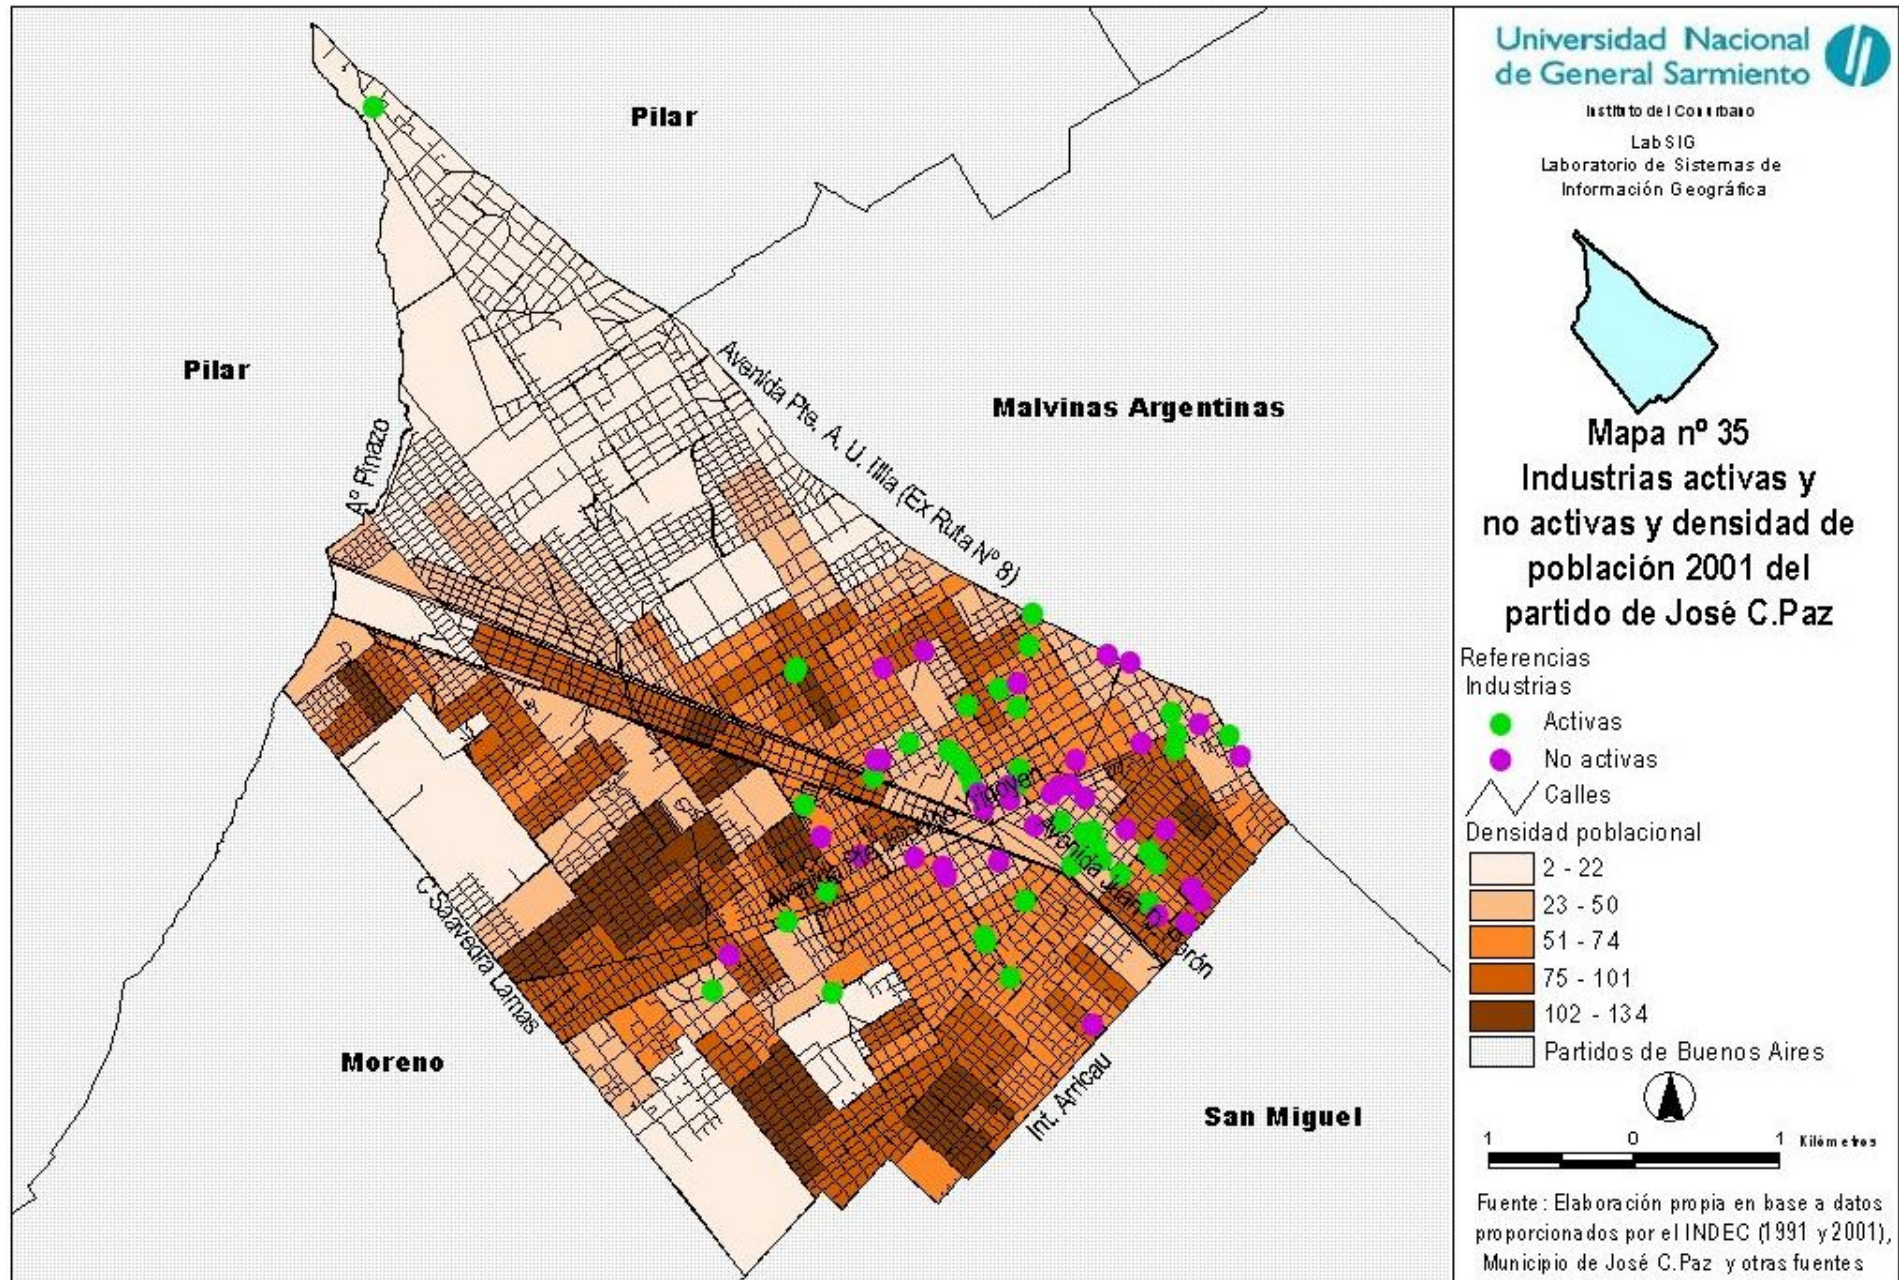 Pilar
Pilar
Malvinas Argentinas
Moreno
San Miguel
Aº Pinazo
Avenida Pte. A. U. Illia (Ex Ruta Nº 8)
C Saavedra Lamas
Yrigoyen
Avenida Juan D. Perón
Int. Arricau
Universidad Nacional
de General Sarmiento
Instituto del Conurbano
Lab SIG
Laboratorio de Sistemas de
Información Geográfica
Mapa nº 35
Industrias activas y
no activas y densidad de
población 2001 del
partido de José C.Paz
Referencias
Industrias
Activas
No activas
Calles
Densidad poblacional
2 - 22
23 - 50
51 - 74
75 - 101
102 - 134
Partidos de Buenos Aires
1 0 1 Kilómetros
Fuente: Elaboración propia en base a datos
proporcionados por el INDEC (1991 y 2001),
Municipio de José C.Paz y otras fuentes